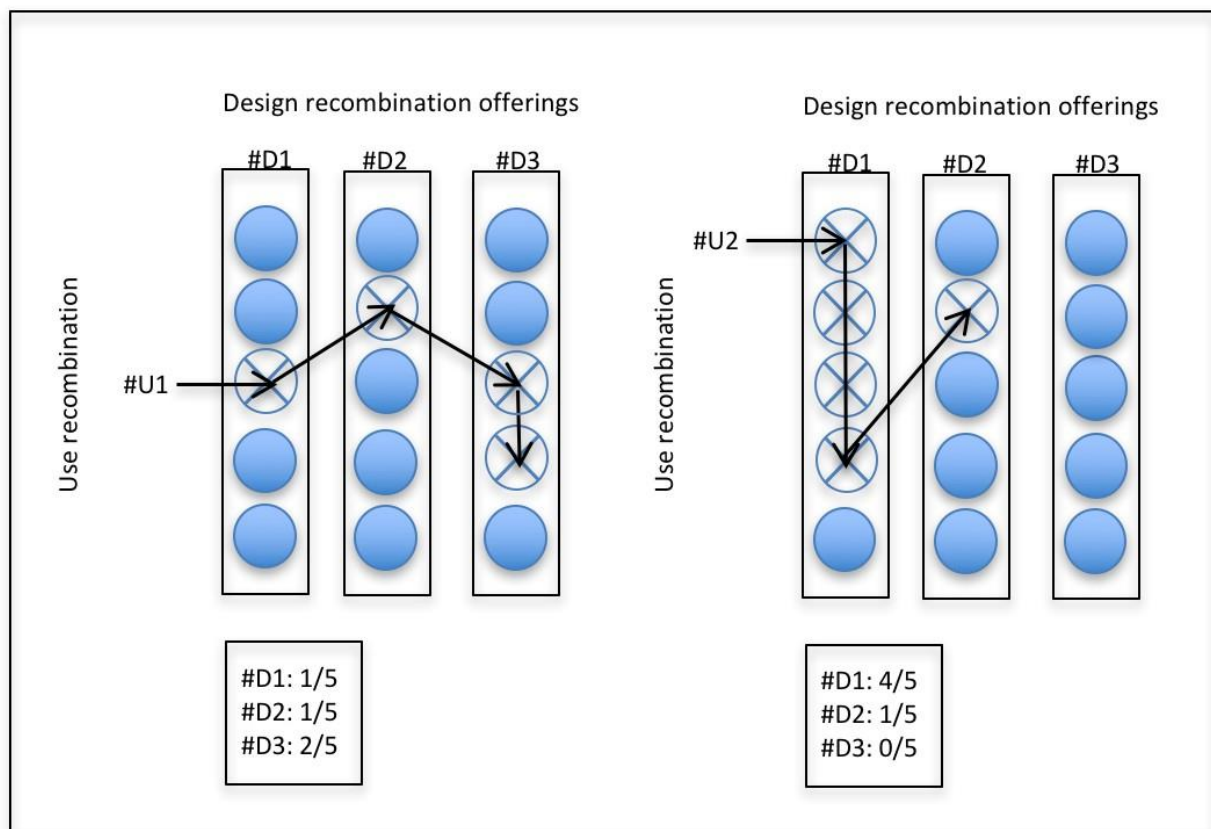 Design recombination offerings
#D1
#D2
#D3
Use recombination
#U1
#D1: 1/5
#D2: 1/5
#D3: 2/5
Design recombination offerings
#D1
#D2
#D3
Use recombination
#U2
#D1: 4/5
#D2: 1/5
#D3: 0/5